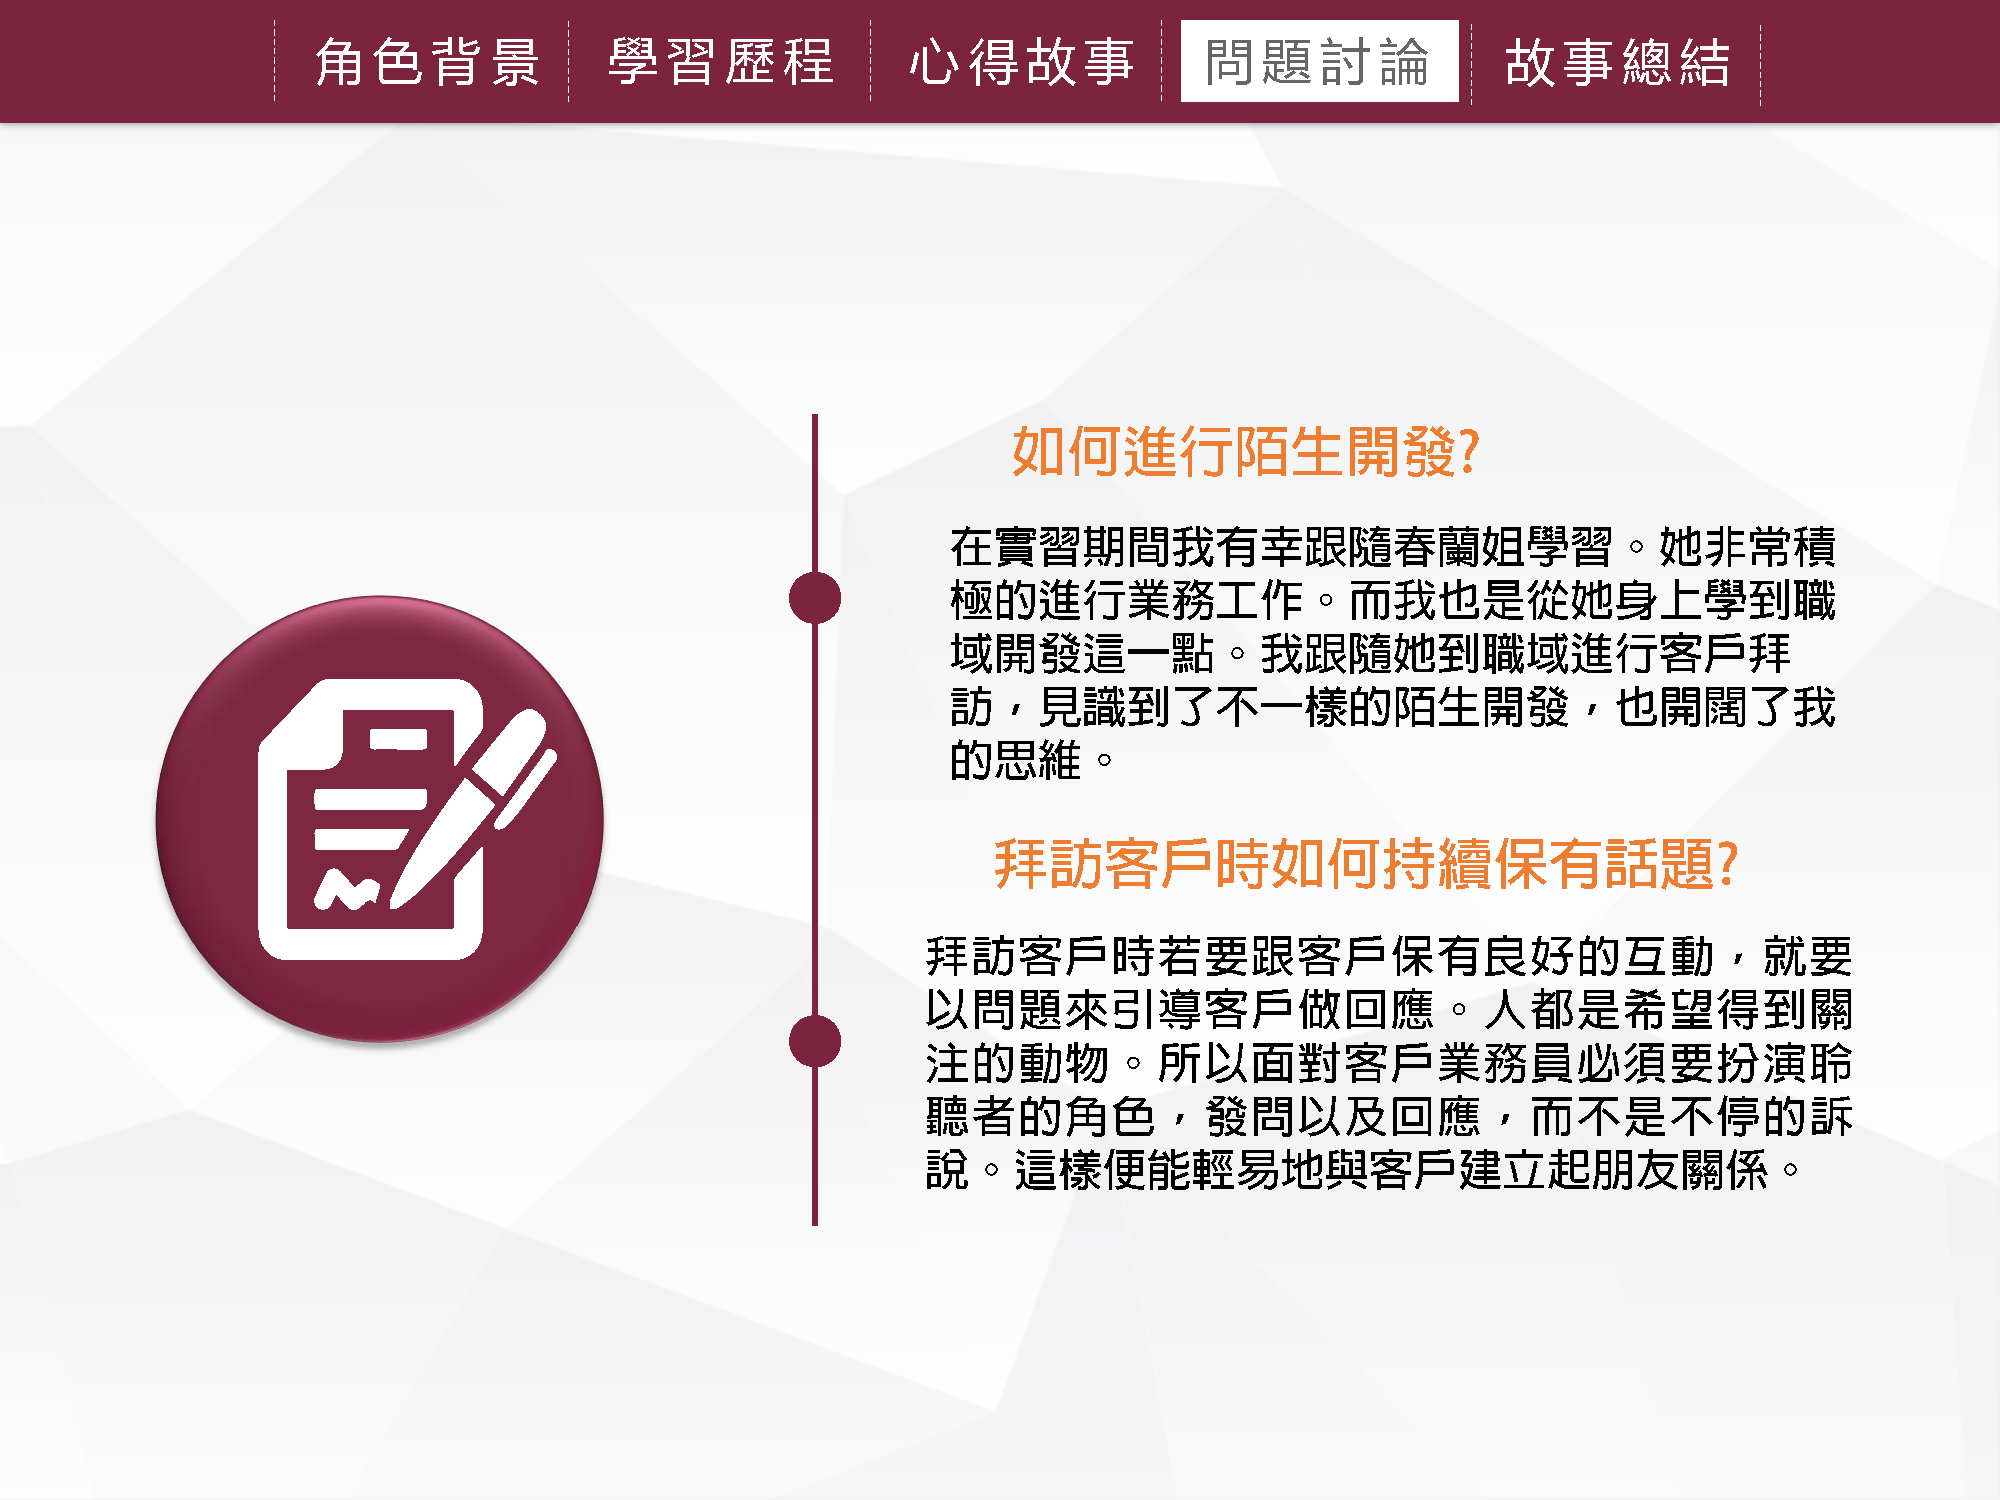 角色背景 學習歷程 心得故事 問題討論 故事總結
如何進行陌生開發?
在實習期間我有幸跟隨春蘭姐學習。她非常積
極的進行業務工作。而我也是從她身上學到職
域開發這一點。我跟隨她到職域進行客戶拜
訪，見識到了不一樣的陌生開發，也開闊了我
的思維。
拜訪客戶時如何持續保有話題?
拜訪客戶時若要跟客戶保有良好的互動，就要
以問題來引導客戶做回應。人都是希望得到關
注的動物。所以面對客戶業務員必須要扮演聆
聽者的角色，發問以及回應，而不是不停的訴
說。這樣便能輕易地與客戶建立起朋友關係。